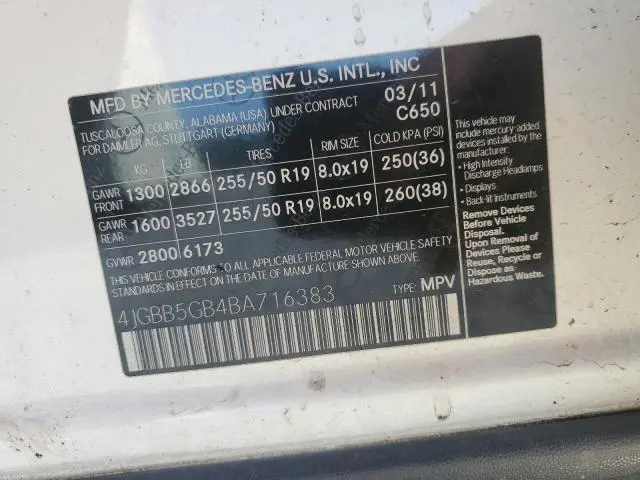 MFD BY MERCEDES-BENZ U.S. INTL., INC
TUSCALOOSA COUNTY, ALABAMA (USA) UNDER CONTRACT 03/11
FOR DAIMLER AG, STUTTGART (GERMANY) C650
KG LB TIRES RIM SIZE COLD KPA (PSI)
GAWR FRONT 1300 2866 255/50 R19 8.0x19 250(36)
GAWR REAR 1600 3527 255/50 R19 8.0x19 260(38)
GVWR 2800 6173
THIS VEHICLE CONFORMS TO ALL APPLICABLE FEDERAL MOTOR VEHICLE SAFETY
STANDARDS IN EFFECT ON THE DATE OF MANUFACTURE SHOWN ABOVE.
4JGBB5GB4BA716383 TYPE: MPV
This vehicle may
include mercury-added
devices installed by the
manufacturer:
• High Intensity
Discharge Headlamps
• Displays
• Back-lit Instruments
Remove Devices
Before Vehicle
Disposal.
Upon Removal of
Devices Please
Reuse, Recycle or
Dispose as
Hazardous Waste.